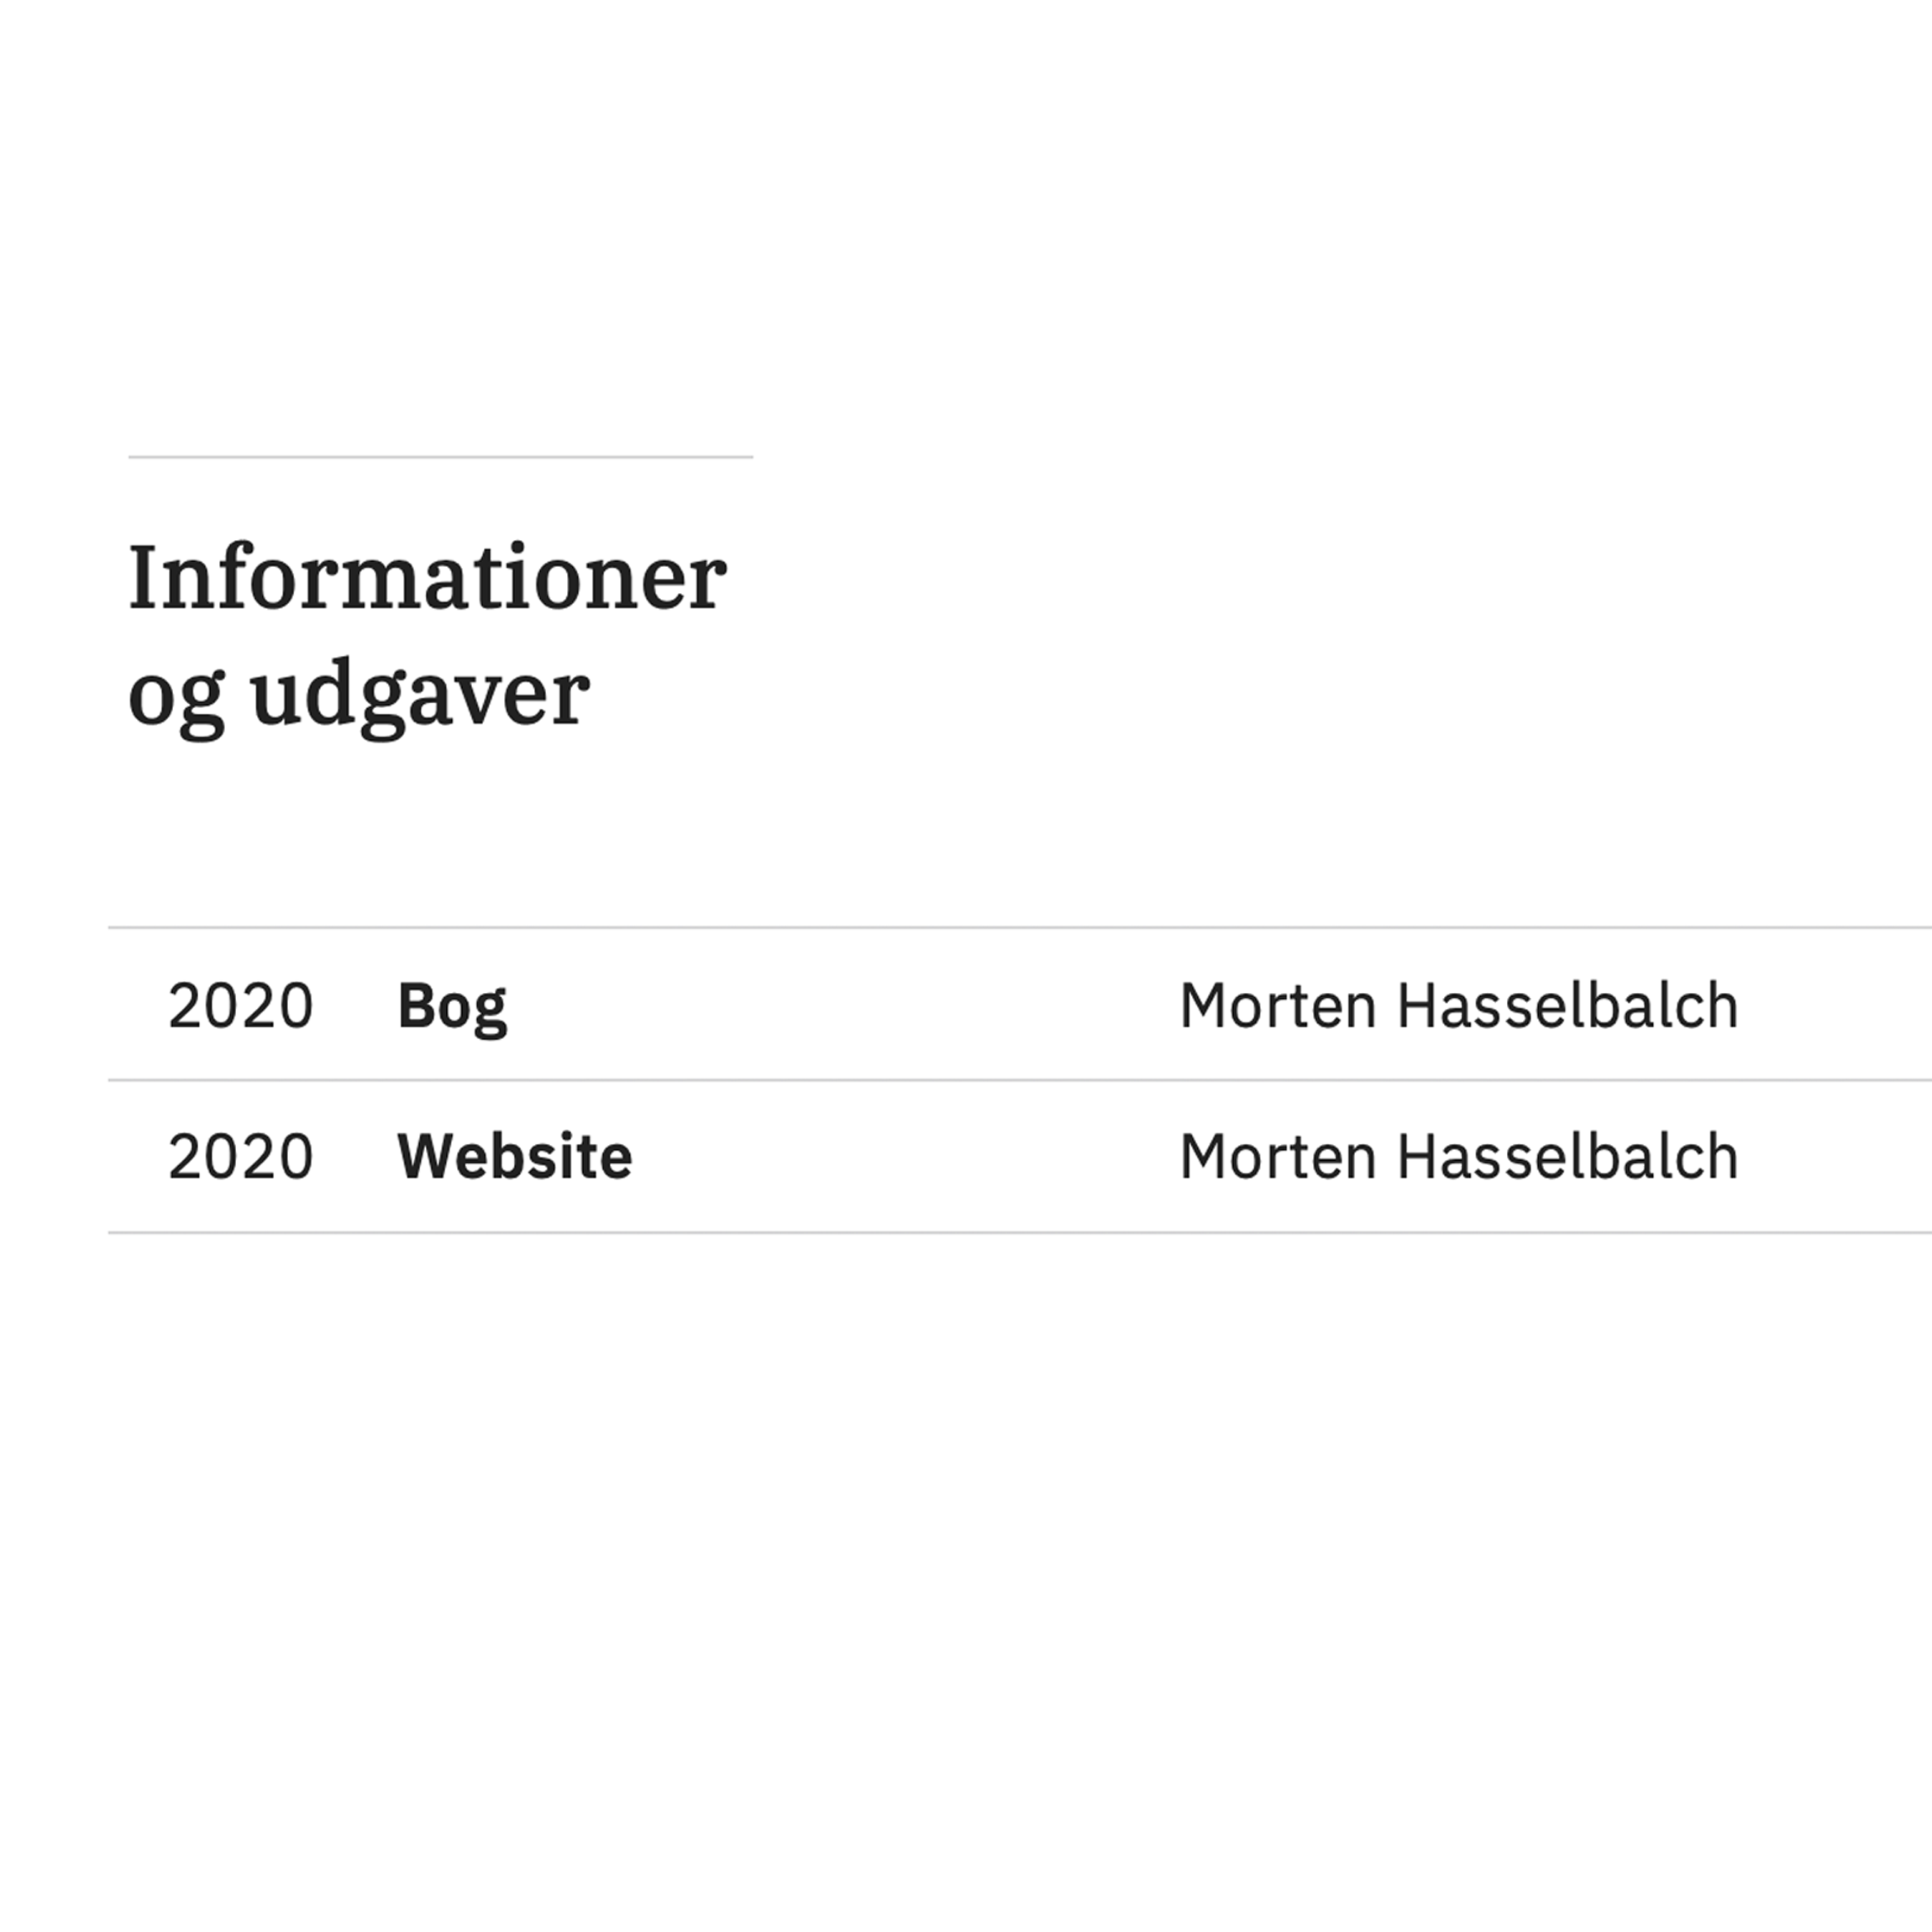 Informationer
og udgaver
2020 Bog Morten Hasselbalch
2020 Website Morten Hasselbalch